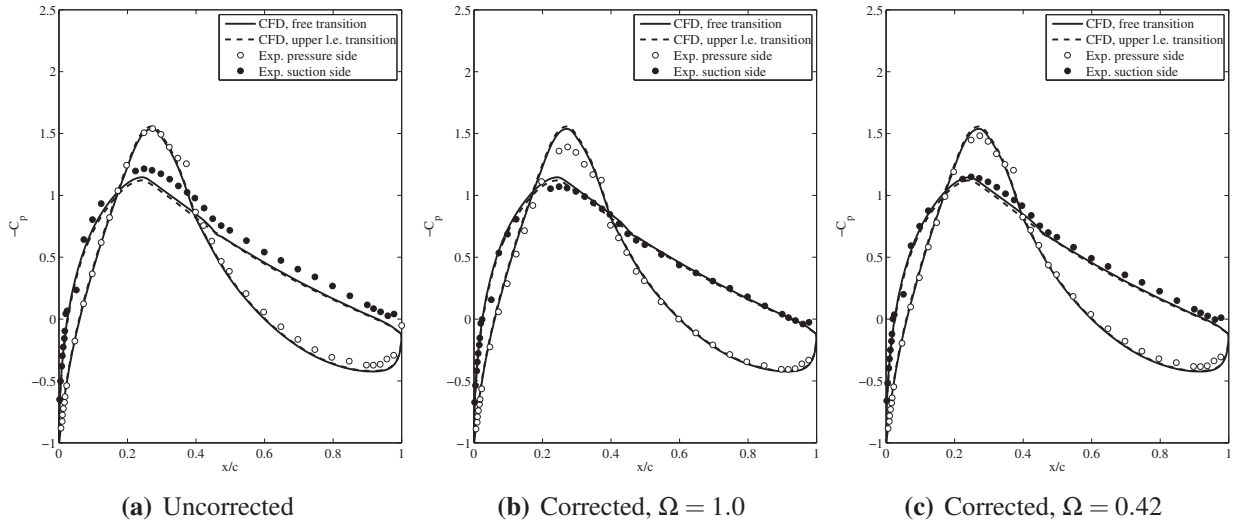 2.5
2
1.5
1
0.5
0
−0.5
−1
−Cp
0
0.2
0.4
0.6
0.8
1
x/c
CFD, free transition
CFD, upper l.e. transition
Exp. pressure side
Exp. suction side
(a) Uncorrected
2.5
2
1.5
1
0.5
0
−0.5
−1
−Cp
0
0.2
0.4
0.6
0.8
1
x/c
CFD, free transition
CFD, upper l.e. transition
Exp. pressure side
Exp. suction side
(b) Corrected, Ω = 1.0
2.5
2
1.5
1
0.5
0
−0.5
−1
−Cp
0
0.2
0.4
0.6
0.8
1
x/c
CFD, free transition
CFD, upper l.e. transition
Exp. pressure side
Exp. suction side
(c) Corrected, Ω = 0.42